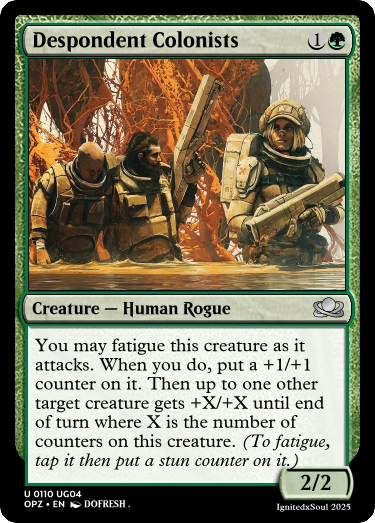 Despondent Colonists 1
Creature — Human Rogue
You may fatigue this creature as it
attacks. When you do, put a +1/+1
counter on it. Then up to one other
target creature gets +X/+X until end
of turn where X is the number of
counters on this creature. (To fatigue,
tap it then put a stun counter on it.)
2/2
U 0110 UG04
OPZ • EN DOFRESH .
IgnitedxSoul 2025